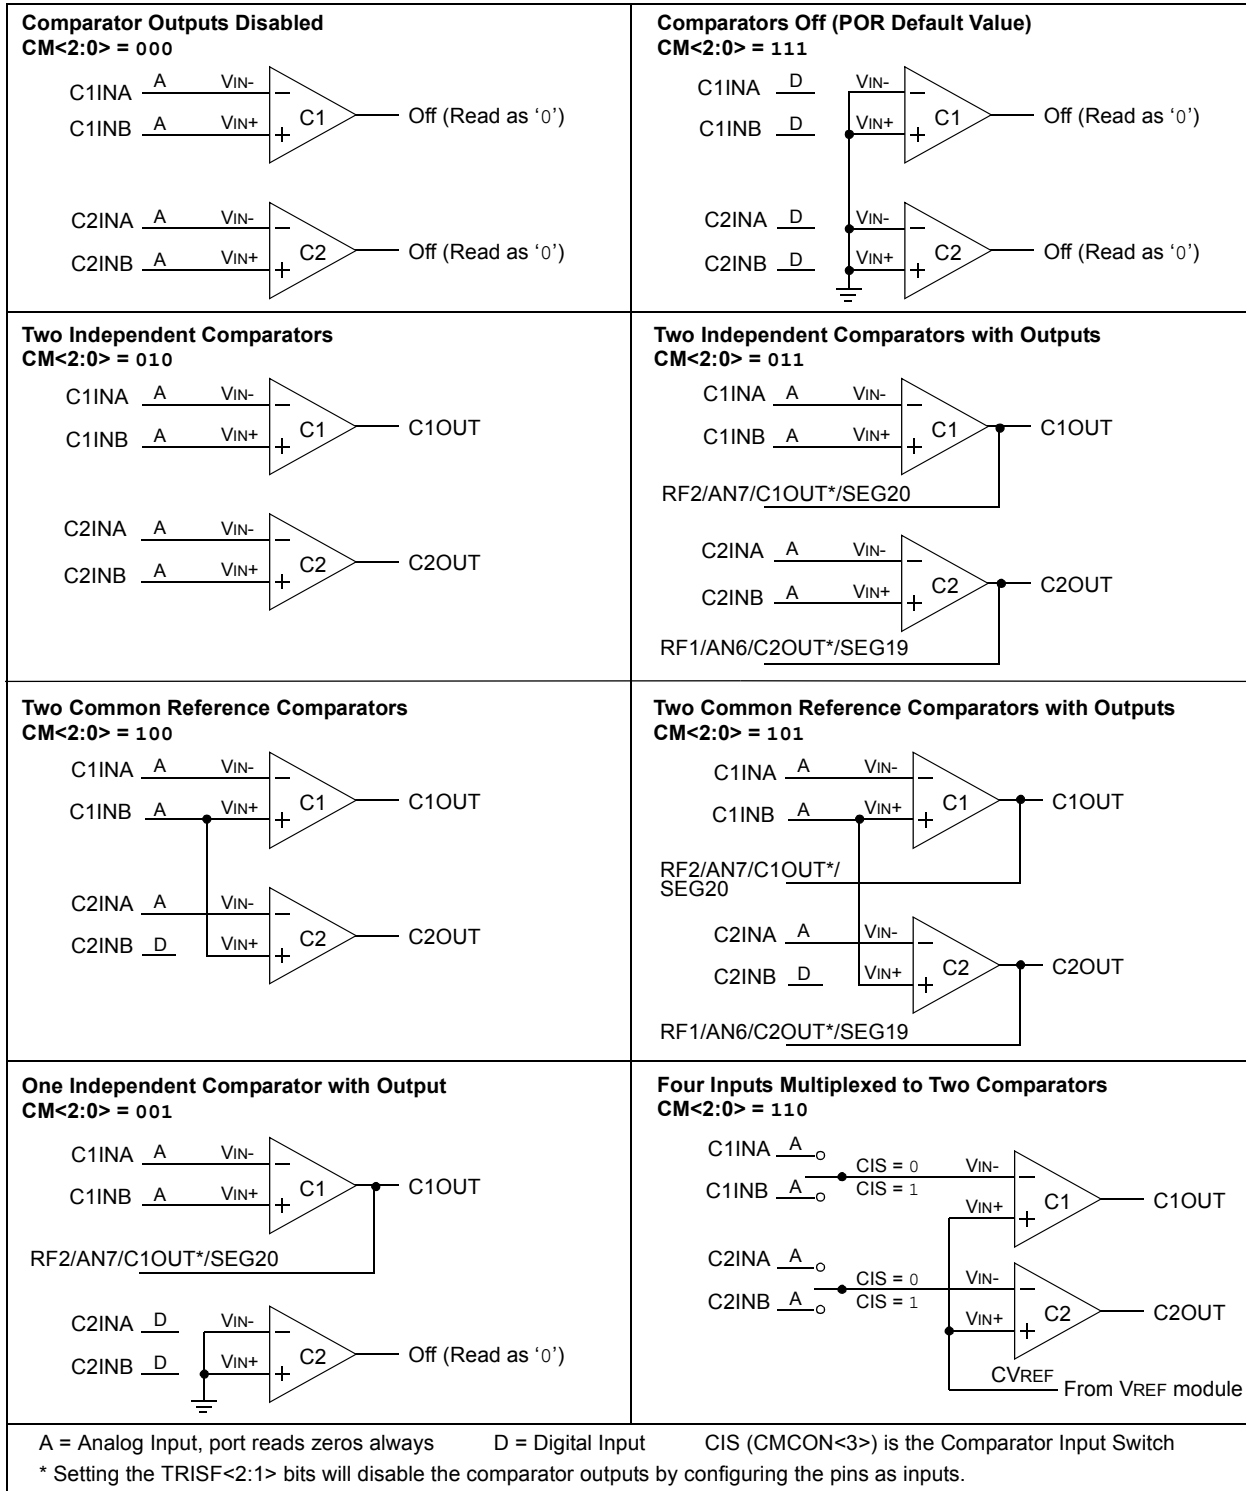 Comparator Outputs Disabled
CM<2:0> = 000
C1INA A VIN-
C1INB A VIN+
C1
Off (Read as ‘0’)
C2INA A VIN-
C2INB A VIN+
C2
Off (Read as ‘0’)
Comparators Off (POR Default Value)
CM<2:0> = 111
C1INA D VIN-
C1INB D VIN+
C1
Off (Read as ‘0’)
C2INA D VIN-
C2INB D VIN+
C2
Off (Read as ‘0’)
Two Independent Comparators
CM<2:0> = 010
C1INA A VIN-
C1INB A VIN+
C1
C1OUT
C2INA A VIN-
C2INB A VIN+
C2
C2OUT
Two Independent Comparators with Outputs
CM<2:0> = 011
C1INA A VIN-
C1INB A VIN+
C1
C1OUT
RF2/AN7/C1OUT*/SEG20
C2INA A VIN-
C2INB A VIN+
C2
C2OUT
RF1/AN6/C2OUT*/SEG19
Two Common Reference Comparators
CM<2:0> = 100
C1INA A VIN-
C1INB A VIN+
C1
C1OUT
C2INA A VIN-
C2INB D VIN+
C2
C2OUT
Two Common Reference Comparators with Outputs
CM<2:0> = 101
C1INA A VIN-
C1INB A VIN+
C1
C1OUT
RF2/AN7/C1OUT*/
SEG20
C2INA A VIN-
C2INB D VIN+
C2
C2OUT
RF1/AN6/C2OUT*/SEG19
One Independent Comparator with Output
CM<2:0> = 001
C1INA A VIN-
C1INB A VIN+
C1
C1OUT
RF2/AN7/C1OUT*/SEG20
C2INA D VIN-
C2INB D VIN+
C2
Off (Read as ‘0’)
Four Inputs Multiplexed to Two Comparators
CM<2:0> = 110
C1INA A
CIS = 0 VIN-
C1INB A CIS = 1
VIN+
C1
C1OUT
C2INA A
CIS = 0 VIN-
C2INB A CIS = 1
VIN+
C2
C2OUT
CVREF
From VREF module
A = Analog Input, port reads zeros always D = Digital Input CIS (CMCON<3>) is the Comparator Input Switch
* Setting the TRISF<2:1> bits will disable the comparator outputs by configuring the pins as inputs.